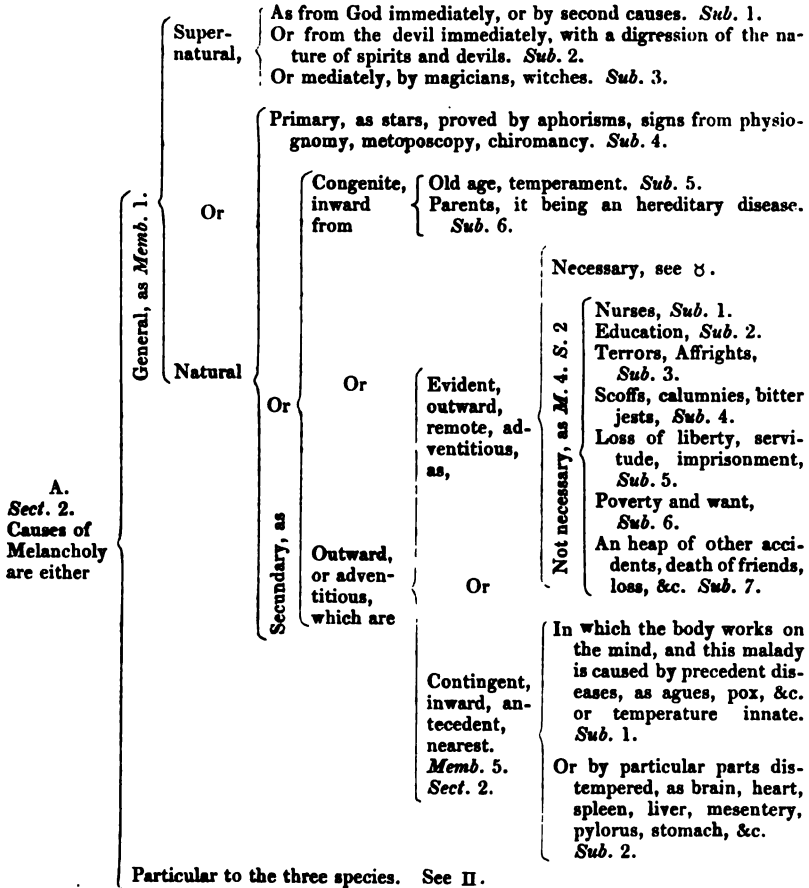 A.
Sect. 2.
Causes of
Melancholy
are either
General, as Memb. 1.
Super-
natural,
As from God immediately, or by second causes. Sub. 1.
Or from the devil immediately, with a digression of the na-
ture of spirits and devils. Sub. 2.
Or mediately, by magicians, witches. Sub. 3.
Or
Natural
Primary, as stars, proved by aphorisms, signs from physio-
gnomy, metoposcopy, chiromancy. Sub. 4.
Or
Secundary, as
Congenite,
inward
from
Old age, temperament. Sub. 5.
Parents, it being an hereditary disease.
Sub. 6.
Or
Outward,
or adven-
titious,
which are
Evident,
outward,
remote, ad-
ventitious,
as,
Necessary, see ♉.
Not necessary, as M. 4. S. 2
Nurses, Sub. 1.
Education, Sub. 2.
Terrors, Affrights,
Sub. 3.
Scoffs, calumnies, bitter
jests, Sub. 4.
Loss of liberty, servi-
tude, imprisonment,
Sub. 5.
Poverty and want,
Sub. 6.
An heap of other acci-
dents, death of friends,
loss, &c. Sub. 7.
Or
Contingent,
inward, an-
tecedent,
nearest.
Memb. 5.
Sect. 2.
In which the body works on
the mind, and this malady
is caused by precedent dis-
eases, as agues, pox, &c.
or temperature innate.
Sub. 1.
Or by particular parts dis-
tempered, as brain, heart,
spleen, liver, mesentery,
pylorus, stomach, &c.
Sub. 2.
Particular to the three species. See ♊.